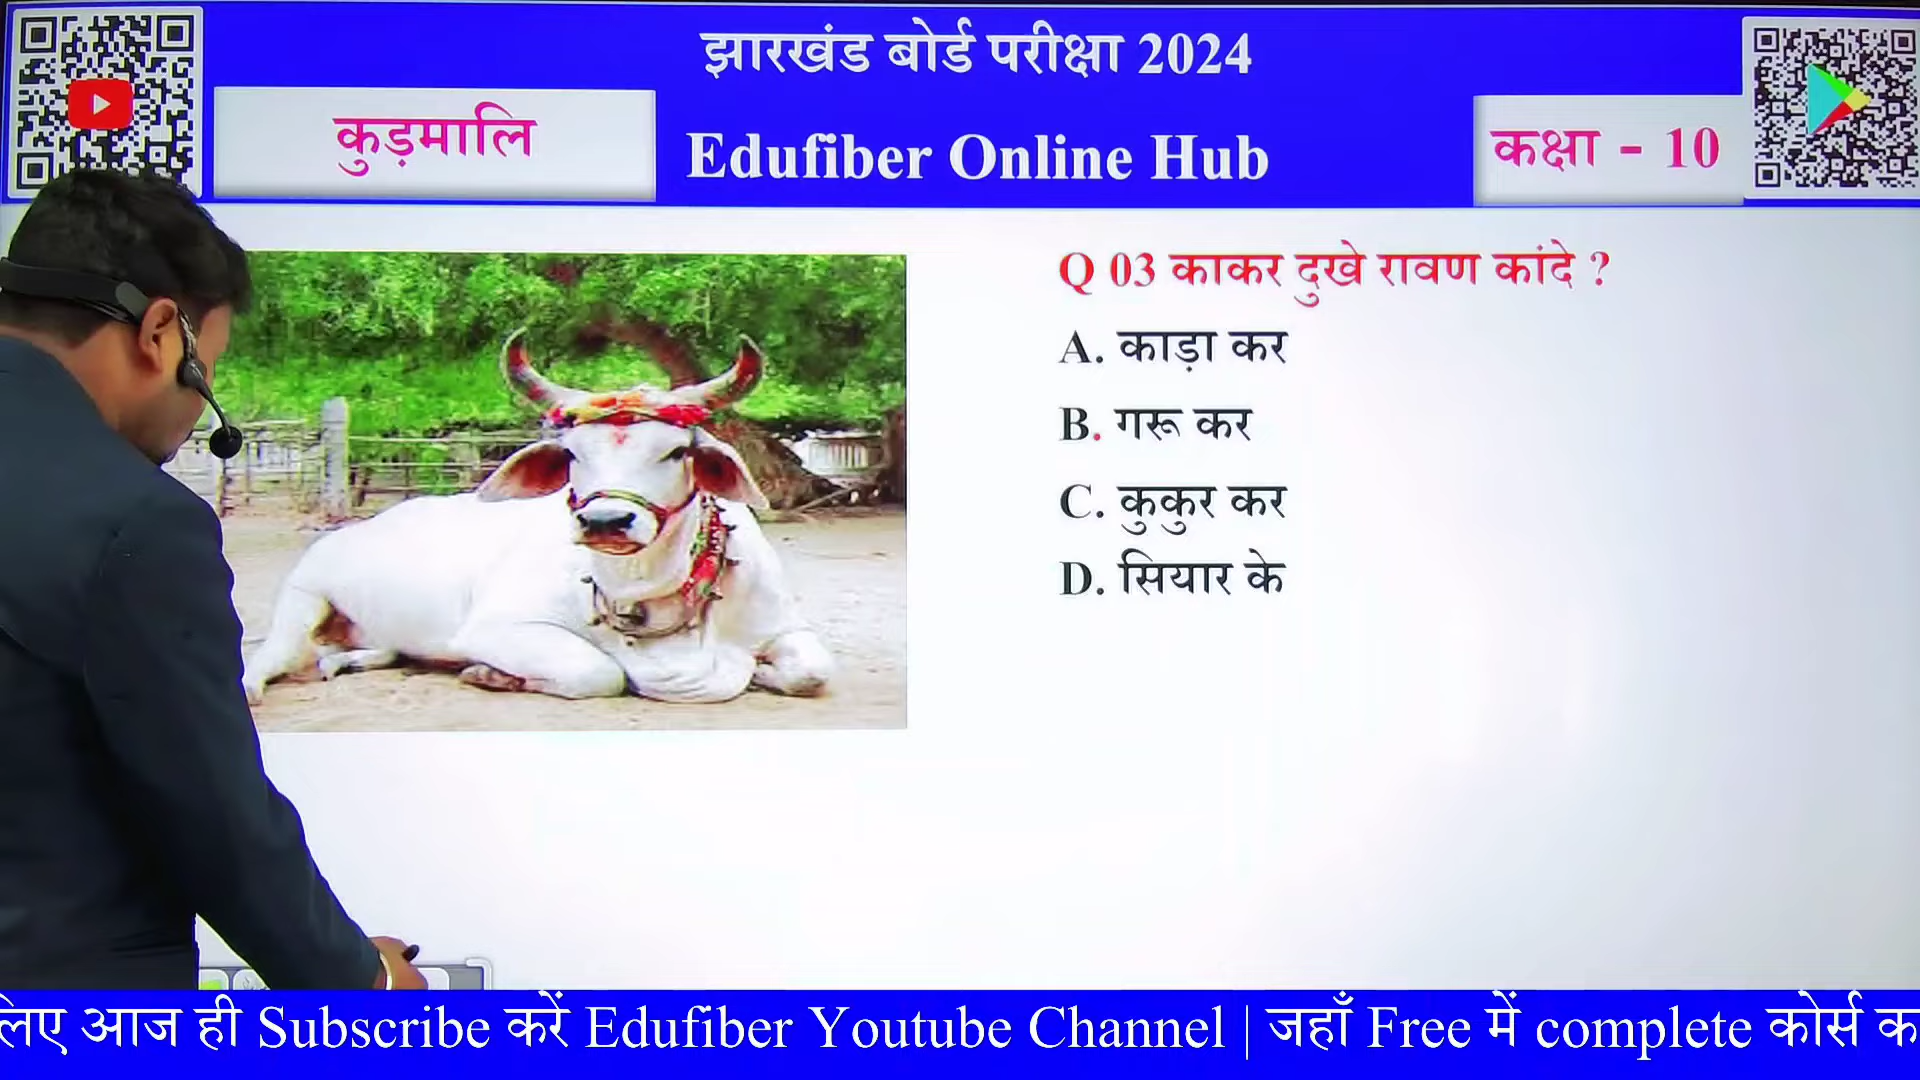 झारखंड बोर्ड परीक्षा 2024
कुड़मालि
Edufiber Online Hub
कक्षा - 10
Q 03 काकर दुखे रावण कांदे ?
A. काड़ा कर
B. गरू कर
C. कुकुर कर
D. सियार के
लिए आज ही Subscribe करें Edufiber Youtube Channel | जहाँ Free में complete कोर्स क